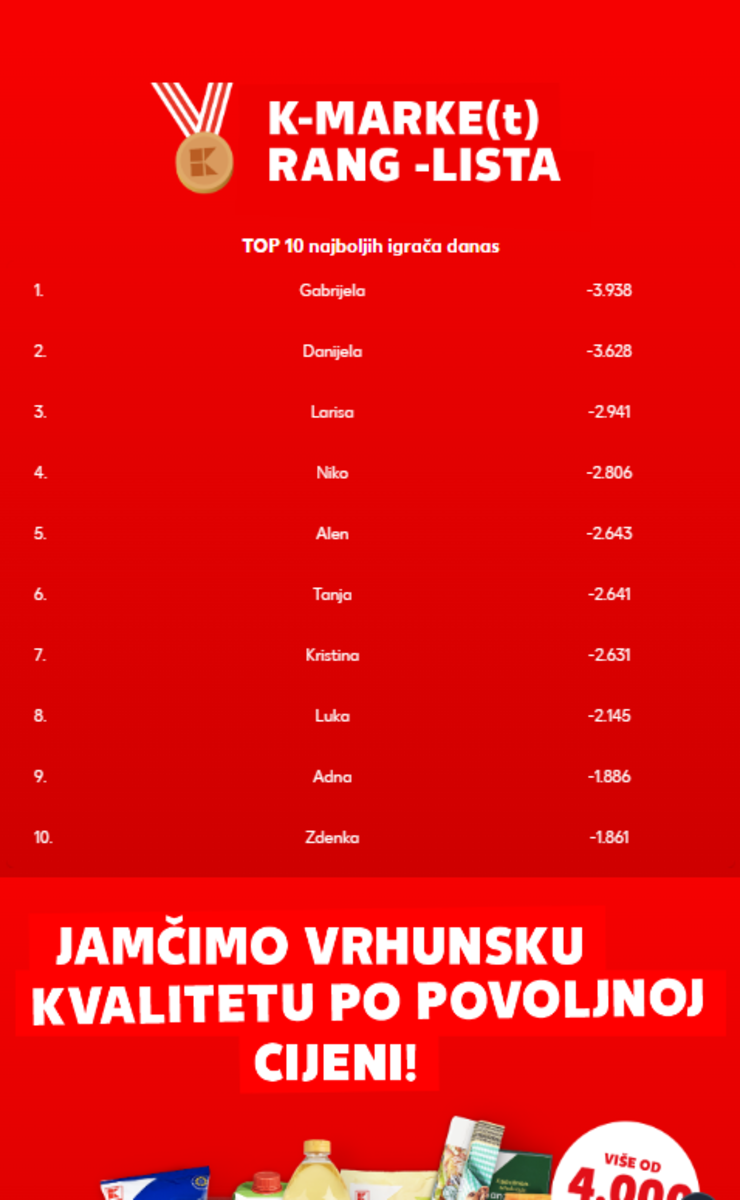 K-MARKE(t)
RANG -LISTA
TOP 10 najboljih igrača danas
1. Gabrijela -3.938
2. Danijela -3.628
3. Larisa -2.941
4. Niko -2.806
5. Alen -2.643
6. Tanja -2.641
7. Kristina -2.631
8. Luka -2.145
9. Adna -1.886
10. Zdenka -1.861
JAMČIMO VRHUNSKU
KVALITETU PO POVOLJNOJ
CIJENI!
VIŠE OD
4.000